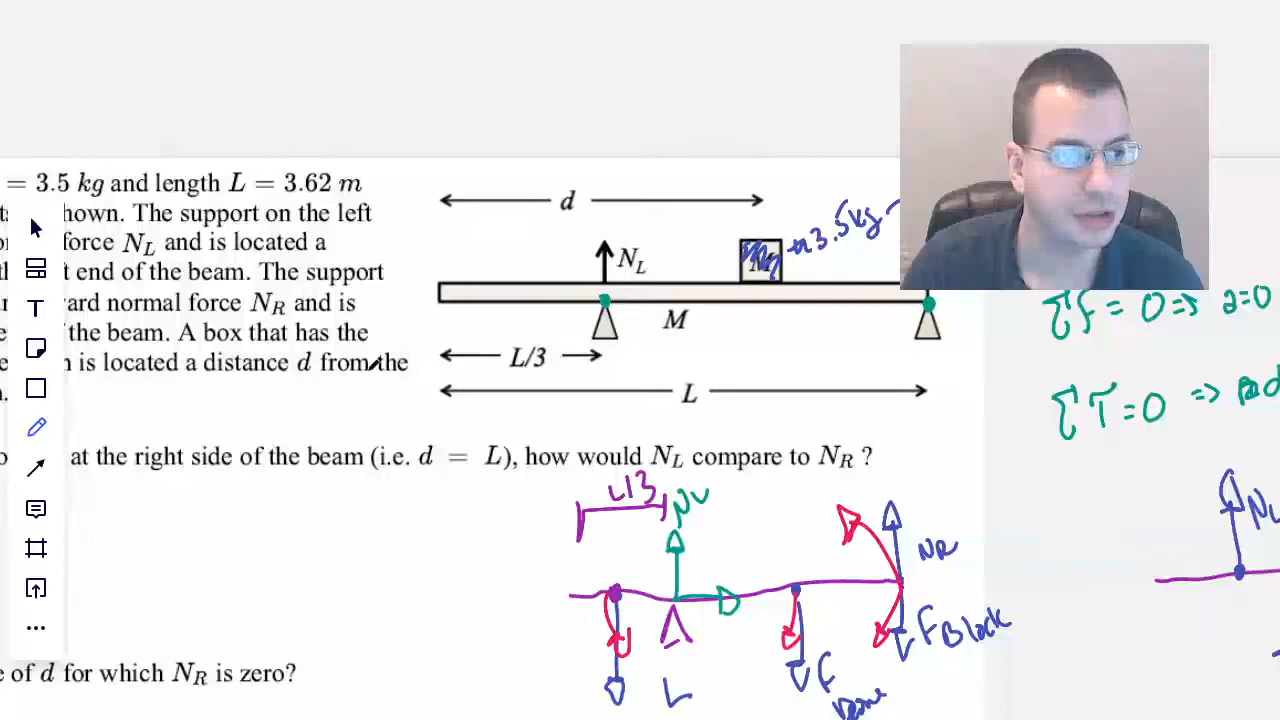 = 3.5 kg and length L = 3.62 m
hown. The support on the left
force N_L and is located a
t end of the beam. The support
ard normal force N_R and is
the beam. A box that has the
is located a distance d from the
d
N_L
3.5kg
M
L/3
L
at the right side of the beam (i.e. d = L), how would N_L compare to N_R ?
Σf = 0 => a=0
Στ = 0 =>
L/3
NL
NR
F Block
F
L
NL
e of d for which N_R is zero?
T